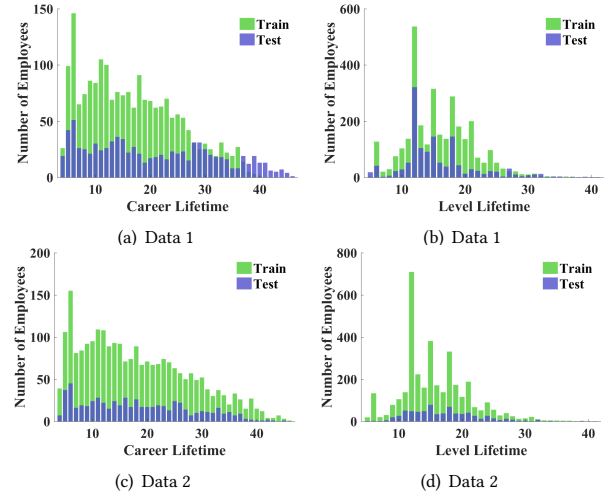 150
100
50
0
Number of Employees
Train
Test
10 20 30 40
Career Lifetime
(a) Data 1
600
400
200
0
Number of Employees
Train
Test
10 20 30 40
Level Lifetime
(b) Data 1
200
150
100
50
0
Number of Employees
Train
Test
10 20 30 40
Career Lifetime
(c) Data 2
800
600
400
200
0
Number of Employees
Train
Test
10 20 30 40
Level Lifetime
(d) Data 2